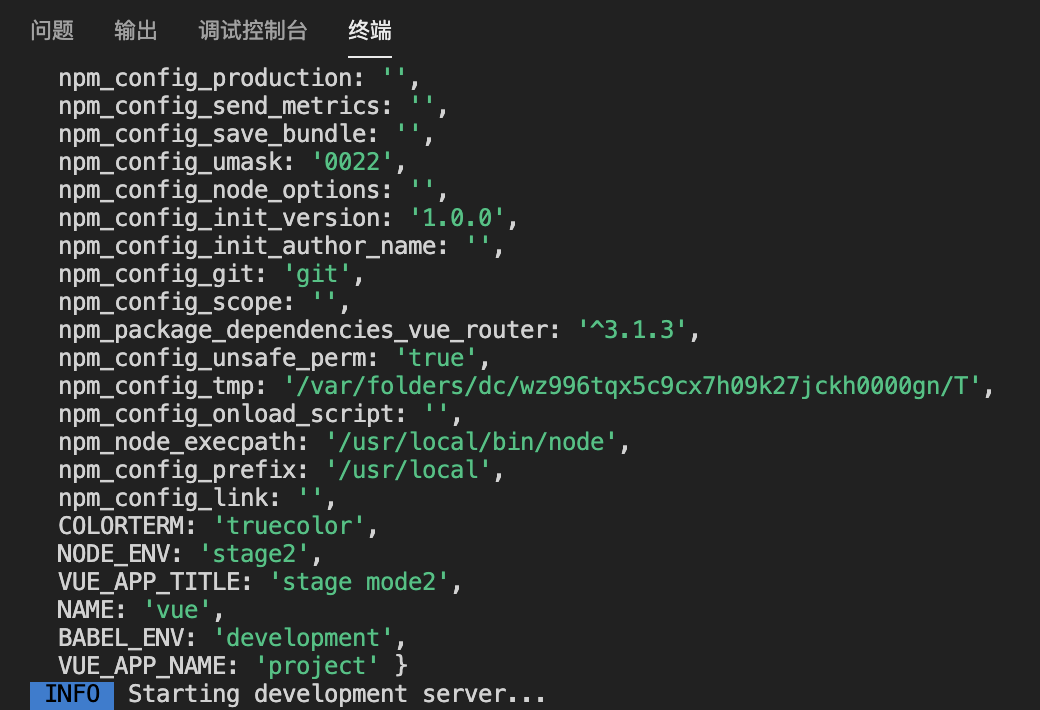 问题 输出 调试控制台 终端
npm_config_production: '',
npm_config_send_metrics: '',
npm_config_save_bundle: '',
npm_config_umask: '0022',
npm_config_node_options: '',
npm_config_init_version: '1.0.0',
npm_config_init_author_name: '',
npm_config_git: 'git',
npm_config_scope: '',
npm_package_dependencies_vue_router: '^3.1.3',
npm_config_unsafe_perm: 'true',
npm_config_tmp: '/var/folders/dc/wz996tqx5c9cx7h09k27jckh0000gn/T',
npm_config_onload_script: '',
npm_node_execpath: '/usr/local/bin/node',
npm_config_prefix: '/usr/local',
npm_config_link: '',
COLORTERM: 'truecolor',
NODE_ENV: 'stage2',
VUE_APP_TITLE: 'stage mode2',
NAME: 'vue',
BABEL_ENV: 'development',
VUE_APP_NAME: 'project' }
INFO Starting development server...